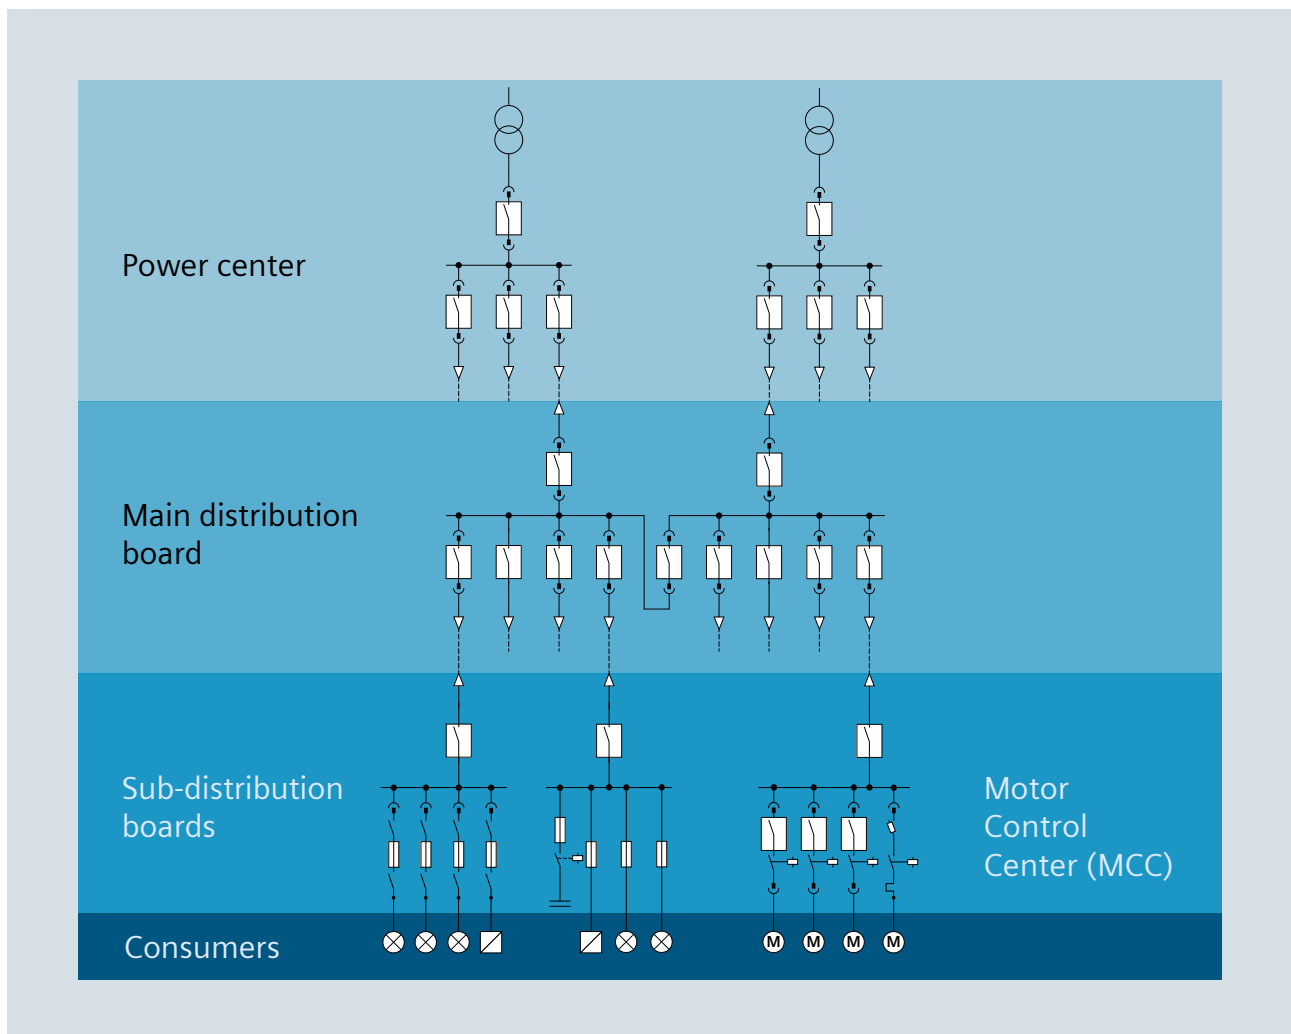 Power center
Main distribution
board
Sub-distribution
boards
Motor
Control
Center (MCC)
Consumers
M M M M